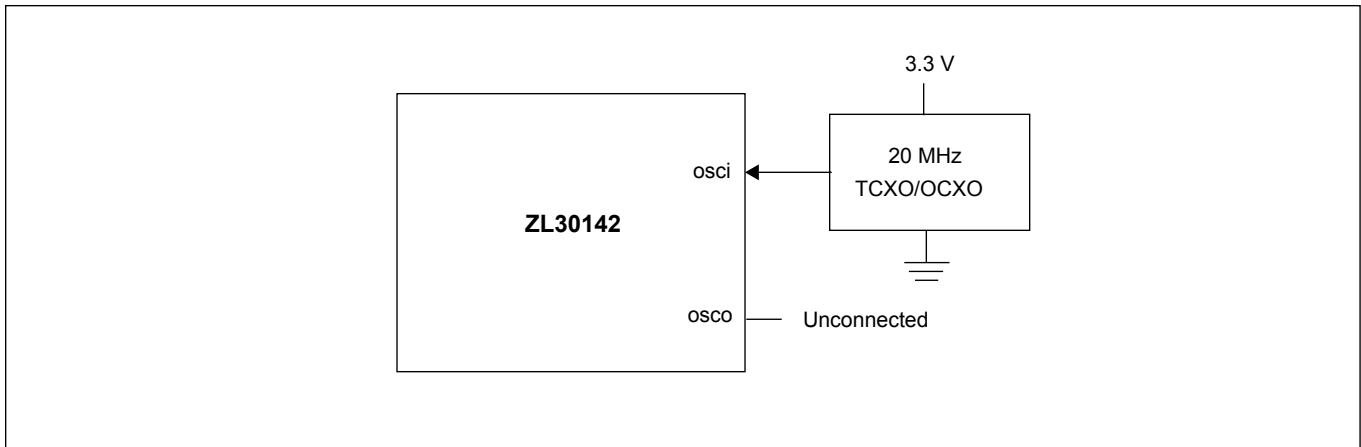 3.3 V
20 MHz
TCXO/OCXO
osci
ZL30142
osco
Unconnected